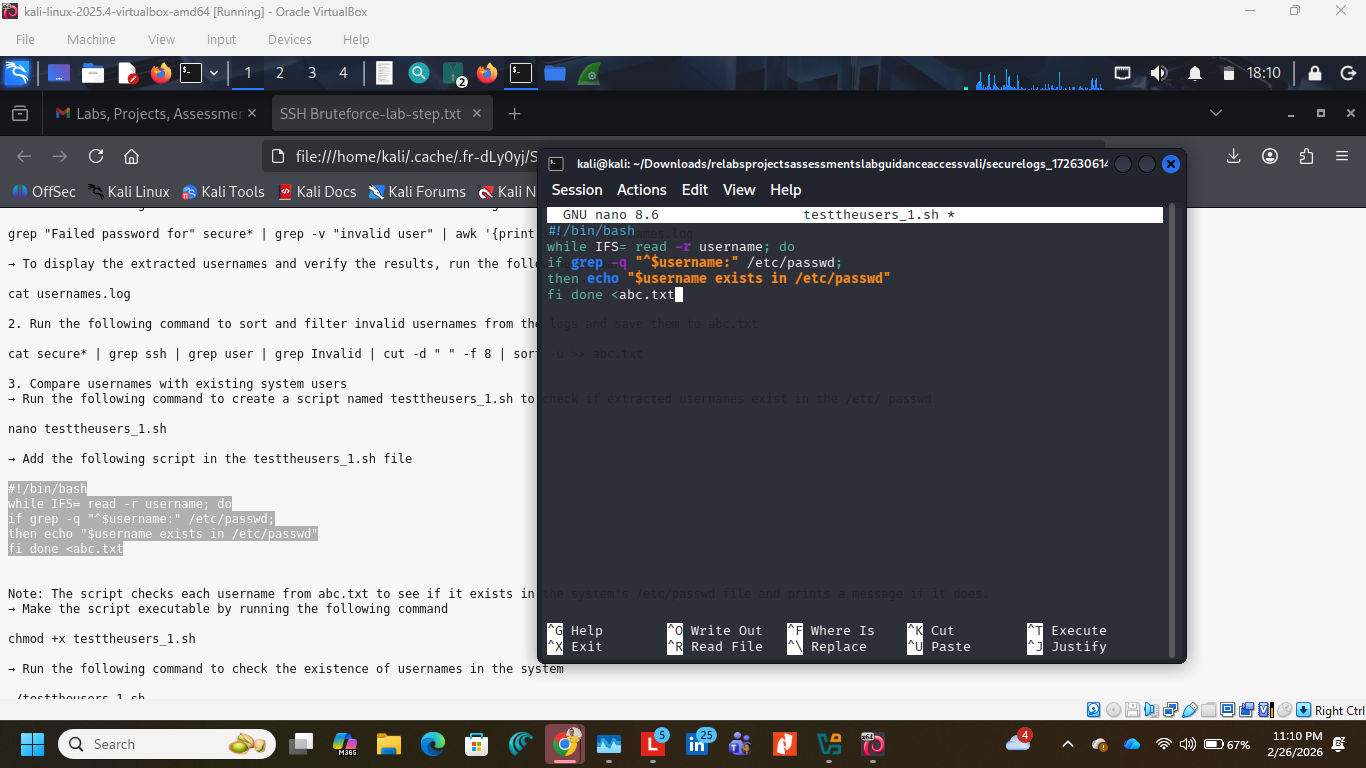 kali-linux-2025.4-virtualbox-amd64 [Running] - Oracle VirtualBox
File Machine View Input Devices Help
1 2 3 4 2 18:10
Labs, Projects, Assessmer SSH Bruteforce-lab-step.txt
file:///home/kali/.cache/.fr-dLy0yj/S
OffSec Kali Linux Kali Tools Kali Docs Kali Forums Kali N
grep "Failed password for" secure* | grep -v "invalid user" | awk '{print
→ To display the extracted usernames and verify the results, run the foll
cat usernames.log
2. Run the following command to sort and filter invalid usernames from the logs and save them to abc.txt
cat secure* | grep ssh | grep user | grep Invalid | cut -d " " -f 8 | sort -u >> abc.txt
3. Compare usernames with existing system users
→ Run the following command to create a script named testtheusers_1.sh to check if extracted usernames exist in the /etc/ passwd
nano testtheusers_1.sh
→ Add the following script in the testtheusers_1.sh file
#!/bin/bash
while IFS= read -r username; do
if grep -q "^$username:" /etc/passwd;
then echo "$username exists in /etc/passwd"
fi done <abc.txt
Note: The script checks each username from abc.txt to see if it exists in the system's /etc/passwd file and prints a message if it does.
→ Make the script executable by running the following command
chmod +x testtheusers_1.sh
→ Run the following command to check the existence of usernames in the system
./testtheusers_1.sh
kali@kali: ~/Downloads/relabsprojectsassessmentslabguidanceaccessvali/securelogs_172630614
Session Actions Edit View Help
GNU nano 8.6 testtheusers_1.sh *
#!/bin/bash
while IFS= read -r username; do
if grep -q "^$username:" /etc/passwd;
then echo "$username exists in /etc/passwd"
fi done <abc.txt
^G Help ^O Write Out ^F Where Is ^K Cut ^T Execute
^X Exit ^R Read File ^\ Replace ^U Paste ^J Justify
Right Ctrl
Search M365 5 25 4 67% 11:10 PM
2/26/2026